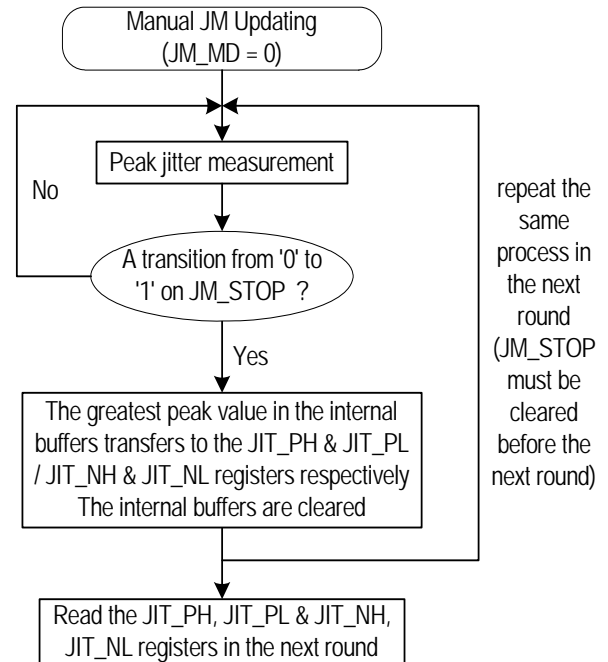 Manual JM Updating
(JM_MD = 0)
Peak jitter measurement
No
A transition from '0' to
'1' on JM_STOP ?
Yes
The greatest peak value in the internal
buffers transfers to the JIT_PH & JIT_PL
/ JIT_NH & JIT_NL registers respectively
The internal buffers are cleared
repeat the
same
process in
the next
round
(JM_STOP
must be
cleared
before the
next round)
Read the JIT_PH, JIT_PL & JIT_NH,
JIT_NL registers in the next round